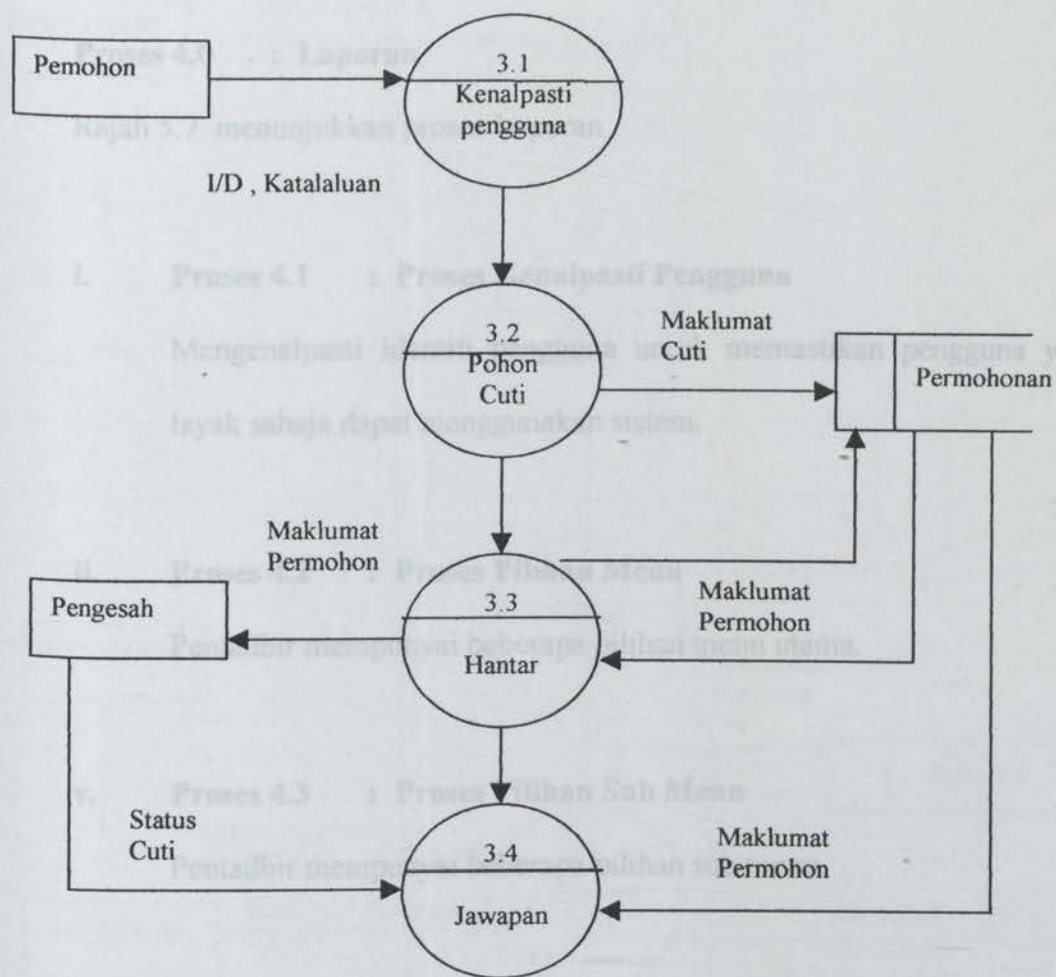 Proses 4.0 : Laporan
Pemohon
3.1
Kenalpasti
pengguna
Rajah 5.7 menunjukkan proses laporan
I/D , Katalaluan
i. Proses 4.1 : Proses Kenalpasti Pengguna
3.2
Pohon
Cuti
Maklumat
Cuti
Permohonan
Mengenalpasti identiti pengguna untuk memastikan pengguna
layak sahaja dapat menggunakan sistem.
Maklumat
Permohon
ii. Proses 4.2 : Proses Pilihan Menu
Pengesah
3.3
Hantar
Maklumat
Permohon
Pentadbir mempunyai beberapa pilihan menu utama.
v. Proses 4.3 : Proses Pilihan Sub Menu
Status
Cuti
3.4
Jawapan
Maklumat
Permohon
Pentadbir mempunyai beberapa pilihan